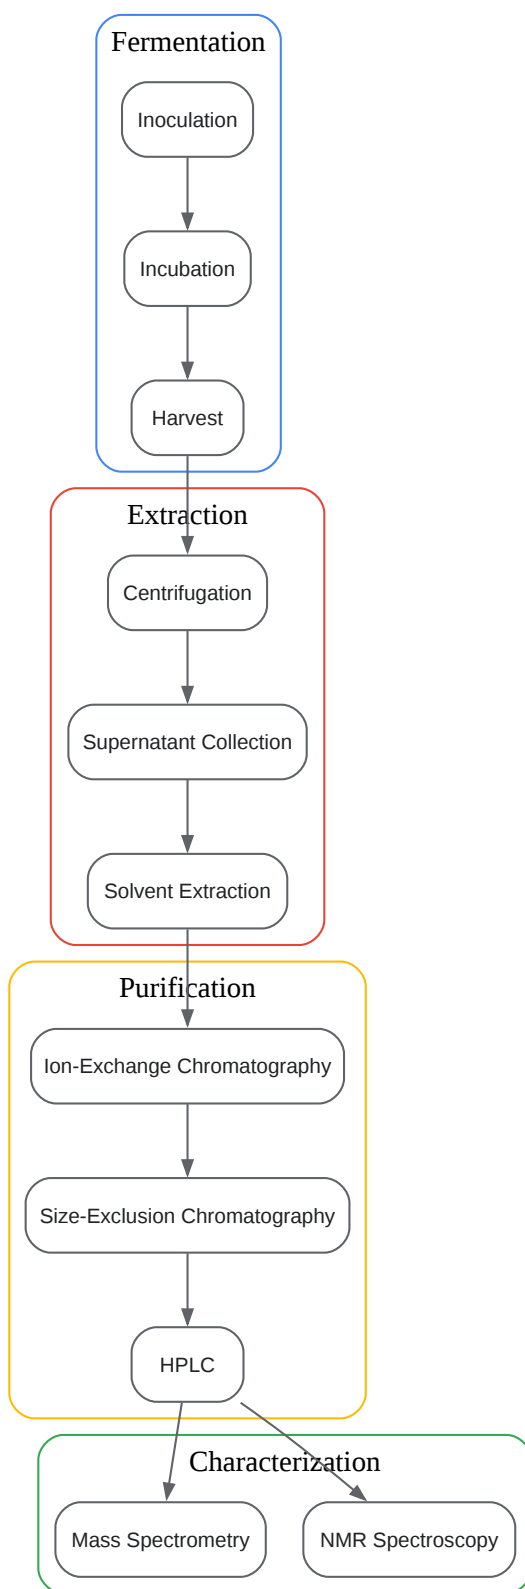 Fermentation
Inoculation
Incubation
Harvest
Extraction
Centrifugation
Supernatant Collection
Solvent Extraction
Purification
Ion-Exchange Chromatography
Size-Exclusion Chromatography
HPLC
Characterization
Mass Spectrometry
NMR Spectroscopy